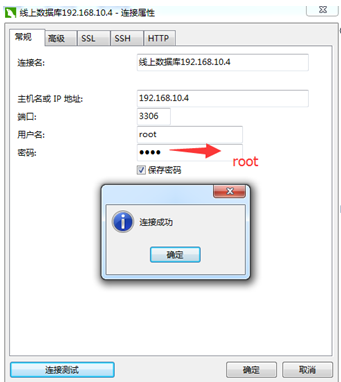 线上数据库192.168.10.4 - 连接属性
常规 高级 SSL SSH HTTP
连接名: 线上数据库192.168.10.4
主机名或 IP 地址: 192.168.10.4
端口: 3306
用户名: root
密码: ●●●● root
保存密码
连接成功
确定
连接测试 确定 取消